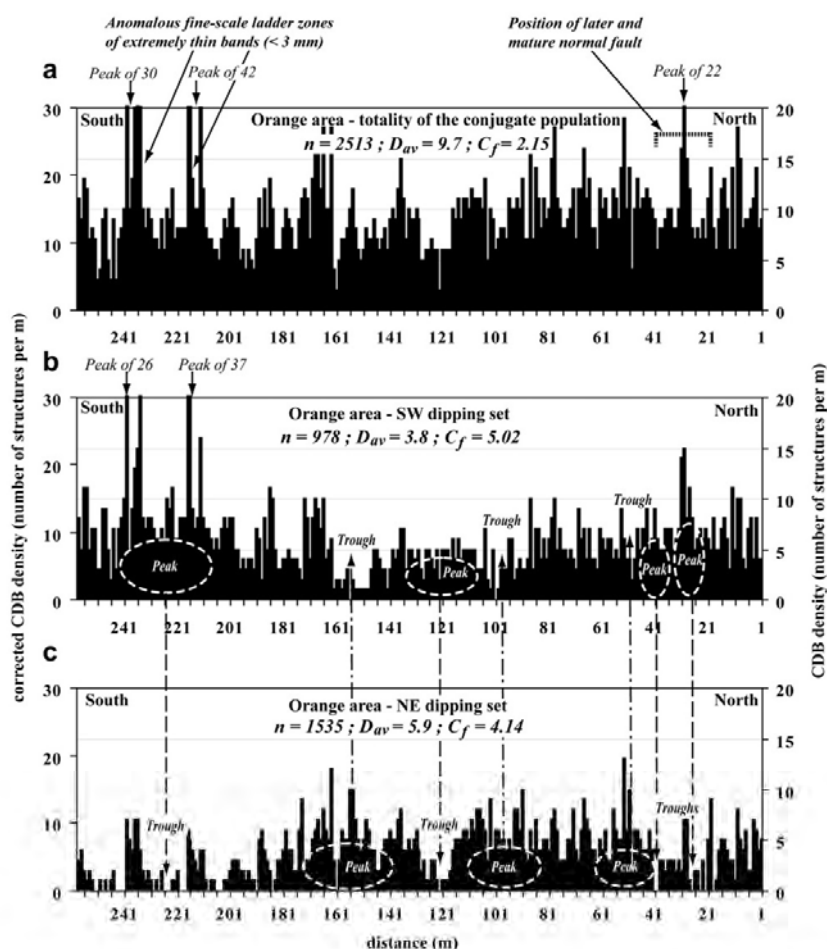 Anomalous fine-scale ladder zones
of extremely thin bands (< 3 mm)
Position of later and
mature normal fault
a
Peak of 30
Peak of 42
Peak of 22
30
20
South
North
Orange area - totality of the conjugate population
n = 2513 ; D_av = 9.7 ; C_f = 2.15
20
15
10
10
5
0
0
241 221 201 181 161 141 121 101 81 61 41 21 1
b
Peak of 26
Peak of 37
30
20
South
North
Orange area - SW dipping set
n = 978 ; D_av = 3.8 ; C_f = 5.02
20
15
10
10
5
0
0
Trough
Trough
Trough
Peak
Peak
Peak
Peak
241 221 201 181 161 141 121 101 81 61 41 21 1
c
30
20
South
North
Orange area - NE dipping set
n = 1535 ; D_av = 5.9 ; C_f = 4.14
20
15
10
10
5
0
0
Trough
Trough
Troughs
Peak
Peak
Peak
241 221 201 181 161 141 121 101 81 61 41 21 1
distance (m)
corrected CDB density (number of structures per m)
CDB density (number of structures per m)